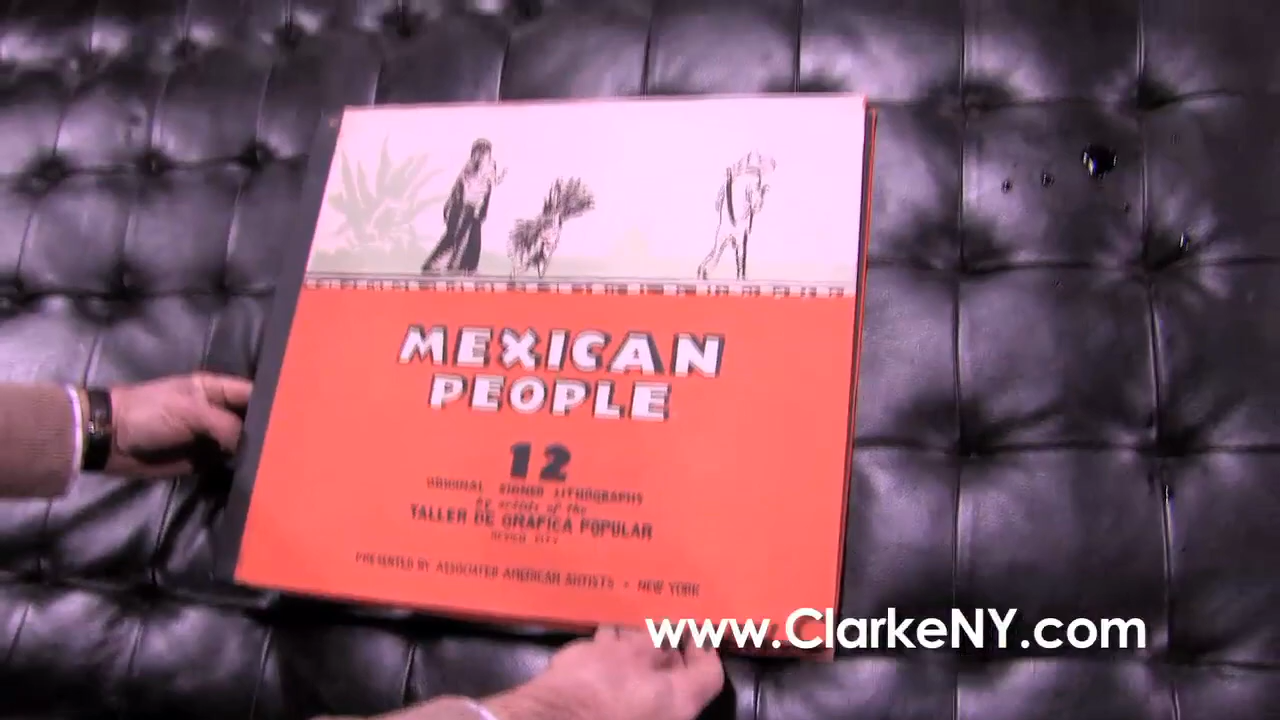 MEXICAN
PEOPLE
12
ORIGINAL SIGNED LITHOGRAPHS
by artists of the
TALLER DE GRAFICA POPULAR
MEXICO CITY
PRESENTED BY ASSOCIATED AMERICAN ARTISTS • NEW YORK
www.ClarkeNY.com